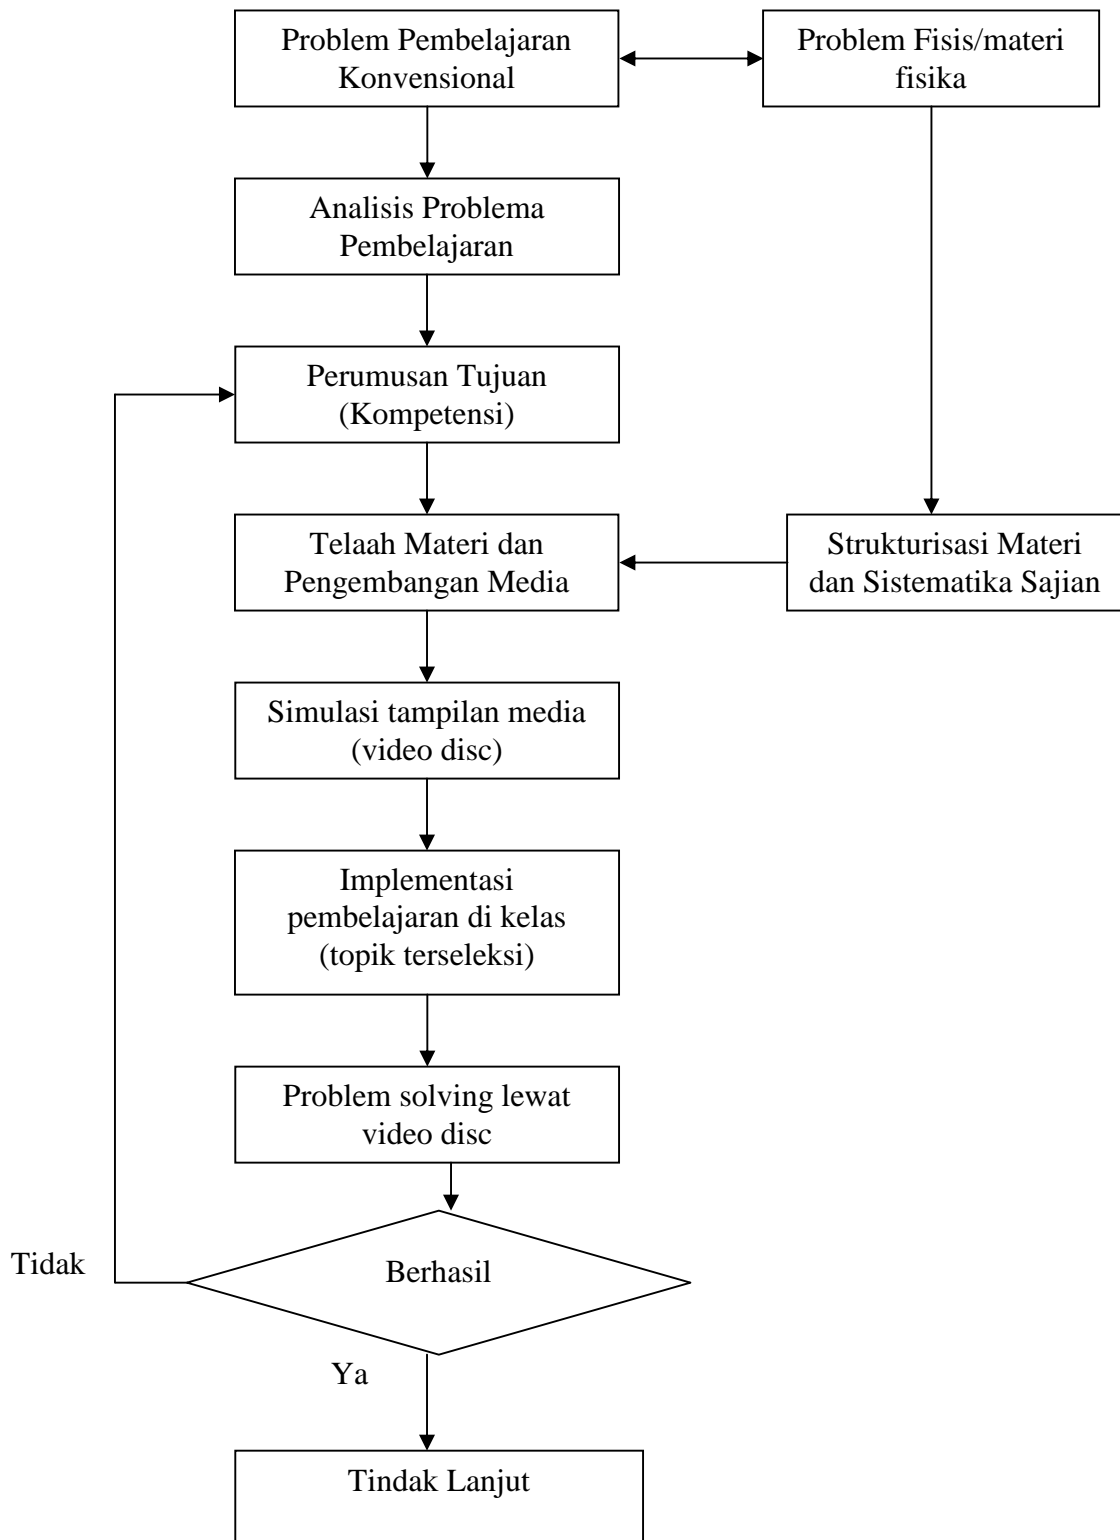 Problem Pembelajaran
Konvensional
Problem Fisis/materi
fisika
Analisis Problema
Pembelajaran
Perumusan Tujuan
(Kompetensi)
Telaah Materi dan
Pengembangan Media
Strukturisasi Materi
dan Sistematika Sajian
Simulasi tampilan media
(video disc)
Implementasi
pembelajaran di kelas
(topik terseleksi)
Problem solving lewat
video disc
Tidak
Berhasil
Ya
Tindak Lanjut